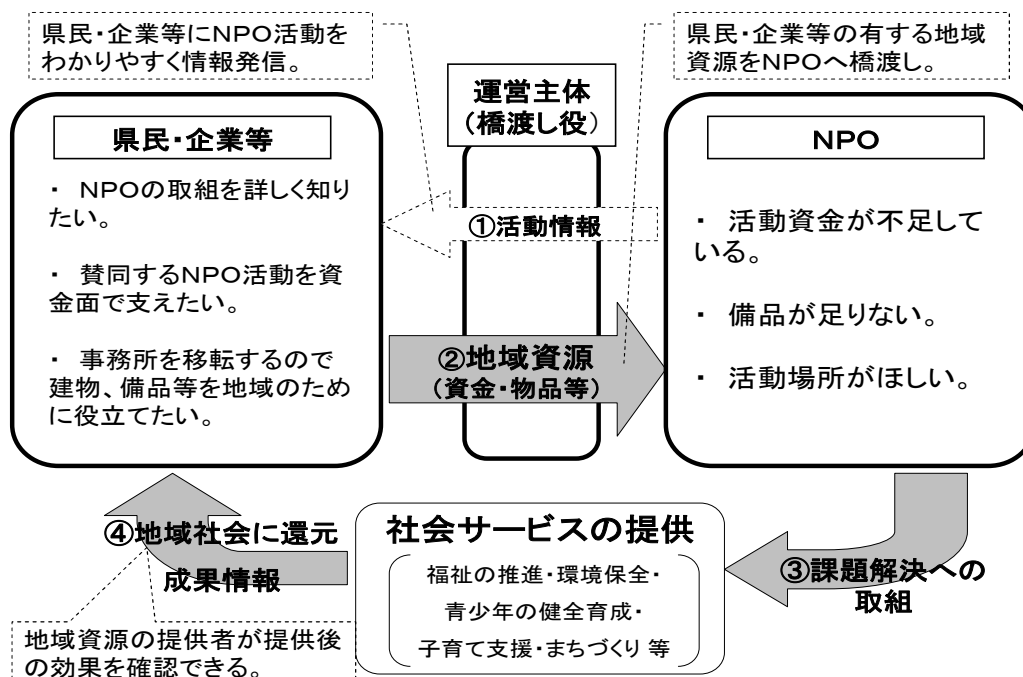 県民・企業等にNPO活動を
わかりやすく情報発信。
県民・企業等の有する地域
資源をNPOへ橋渡し。
運営主体
（橋渡し役）
県民・企業等
・ NPOの取組を詳しく知り
たい。
・ 賛同するNPO活動を資
金面で支えたい。
・ 事務所を移転するので
建物、備品等を地域のため
に役立てたい。
①活動情報
②地域資源
（資金・物品等）
NPO
・ 活動資金が不足して
いる。
・ 備品が足りない。
・ 活動場所がほしい。
③課題解決への
取組
社会サービスの提供
福祉の推進・環境保全・
青少年の健全育成・
子育て支援・まちづくり 等
④地域社会に還元
成果情報
地域資源の提供者が提供後
の効果を確認できる。